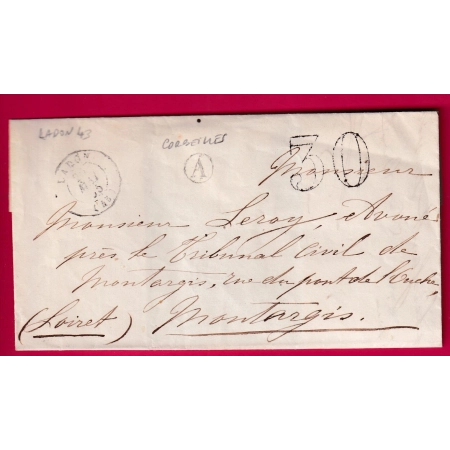 LADON 43
CORBEILLES
LADON
A
30
Monsieur
Monsieur Leroy, Avoué
près le Tribunal Civil de
Montargis, rue du pont de l'Ouche,
(Loiret) Montargis.